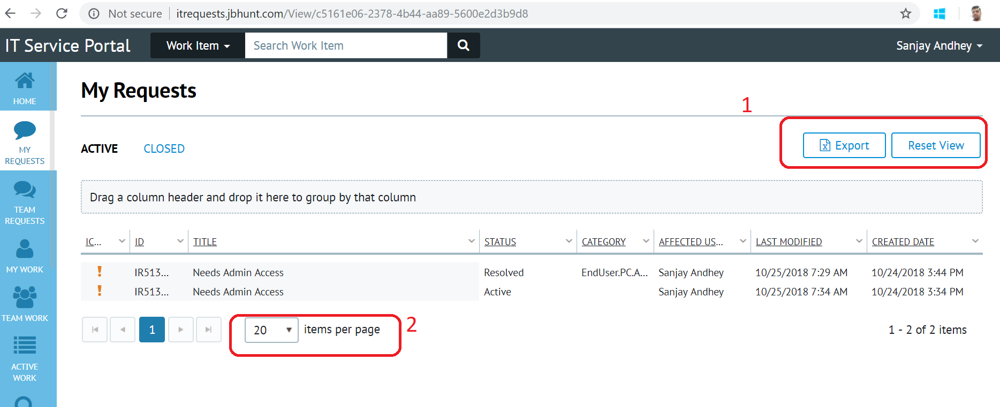 Not secure itrequests.jbhunt.com/View/c5161e06-2378-4b44-aa89-5600e2d3b9d8
IT Service Portal Work Item Search Work Item Sanjay Andhey
HOME
MY
REQUESTS
TEAM
REQUESTS
MY WORK
TEAM WORK
ACTIVE
WORK
My Requests
1
ACTIVE CLOSED Export Reset View
Drag a column header and drop it here to group by that column
IC... ID TITLE STATUS CATEGORY AFFECTED US... LAST MODIFIED CREATED DATE
IR513... Needs Admin Access Resolved EndUser.PC.A... Sanjay Andhey 10/25/2018 7:29 AM 10/24/2018 3:44 PM
IR513... Needs Admin Access Active Sanjay Andhey 10/25/2018 7:34 AM 10/24/2018 3:34 PM
1 20 items per page 2 1 - 2 of 2 items